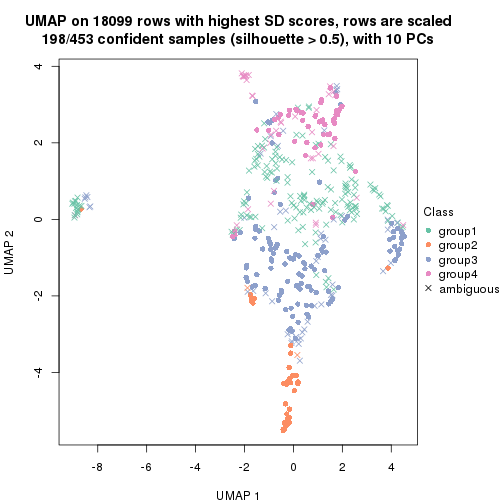 UMAP on 18099 rows with highest SD scores, rows are scaled
198/453 confident samples (silhouette > 0.5), with 10 PCs
4
2
0
-2
-4
UMAP 2
-8
-6
-4
-2
0
2
4
UMAP 1
Class
group1
group2
group3
group4
ambiguous